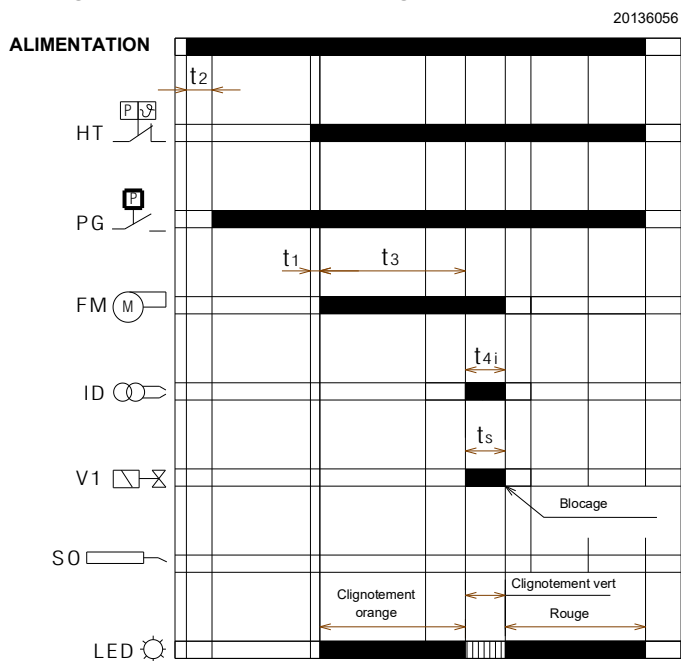 20136056
ALIMENTATION
t2
P ϑ
HT
P
PG
t1
t3
FM
M
t4i
ID
ts
V1
Blocage
SO
Clignotement vert
Clignotement
orange
Rouge
LED